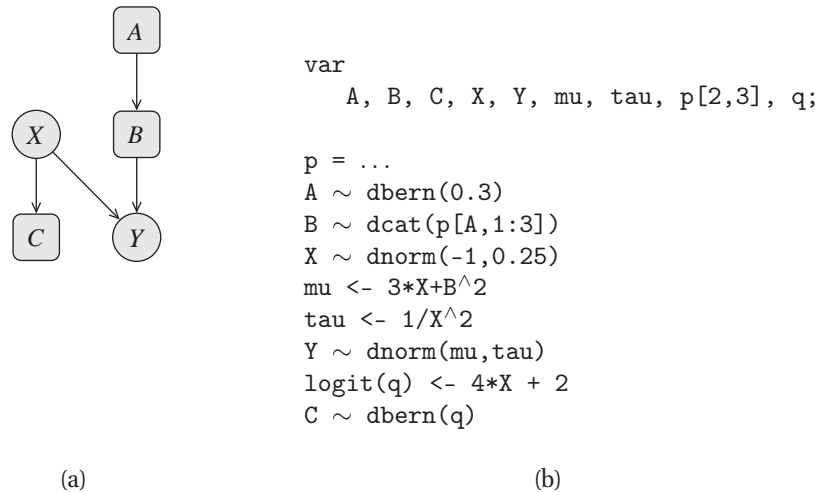 A
X
B
C
Y
var
A, B, C, X, Y, mu, tau, p[2,3], q;
p = ...
A ∼ dbern(0.3)
B ∼ dcat(p[A,1:3])
X ∼ dnorm(-1,0.25)
mu <- 3*X+B^2
tau <- 1/X^2
Y ∼ dnorm(mu,tau)
logit(q) <- 4*X + 2
C ∼ dbern(q)
(a)
(b)